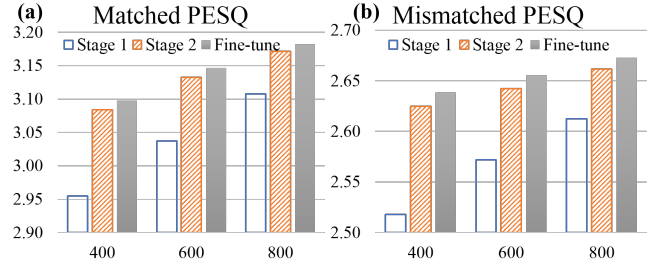 (a) Matched PESQ
3.20
Stage 1 Stage 2 Fine-tune
3.15
3.10
3.05
3.00
2.95
2.90
400 600 800
(b) Mismatched PESQ
2.70
Stage 1 Stage 2 Fine-tune
2.65
2.60
2.55
2.50
400 600 800